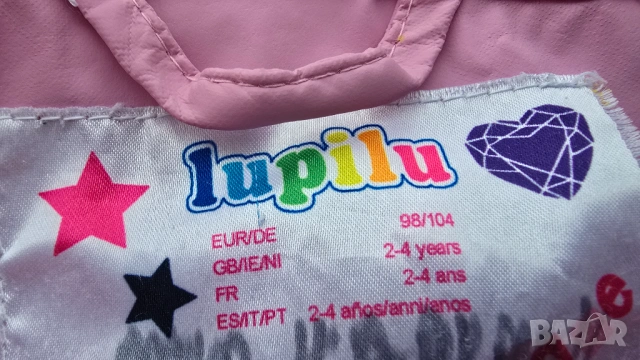 lupilu
EUR/DE 98/104
GB/IE/NI 2-4 years
FR 2-4 ans
ES/IT/PT 2-4 años/anni/anos
BAZAR